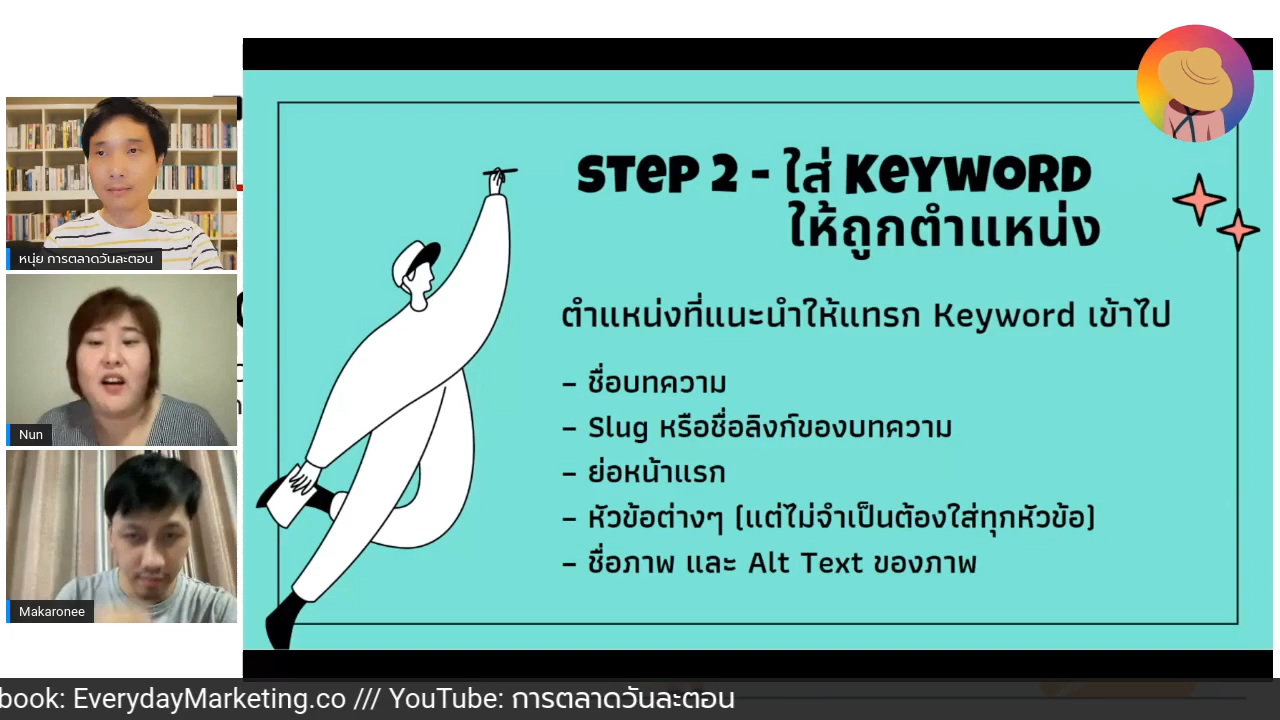 STEP 2 - ใส่ KEYWORD
ให้ถูกตำแหน่ง
ตำแหน่งที่แนะนำให้แทรก Keyword เข้าไป
- ชื่อบทความ
- Slug หรือชื่อลิงก์ของบทความ
- ย่อหน้าแรก
- หัวข้อต่างๆ (แต่ไม่จำเป็นต้องใส่ทุกหัวข้อ)
- ชื่อภาพ และ Alt Text ของภาพ
หนุ่ย การตลาดวันละตอน
Nun
Makaronee
book: EverydayMarketing.co /// YouTube: การตลาดวันละตอน